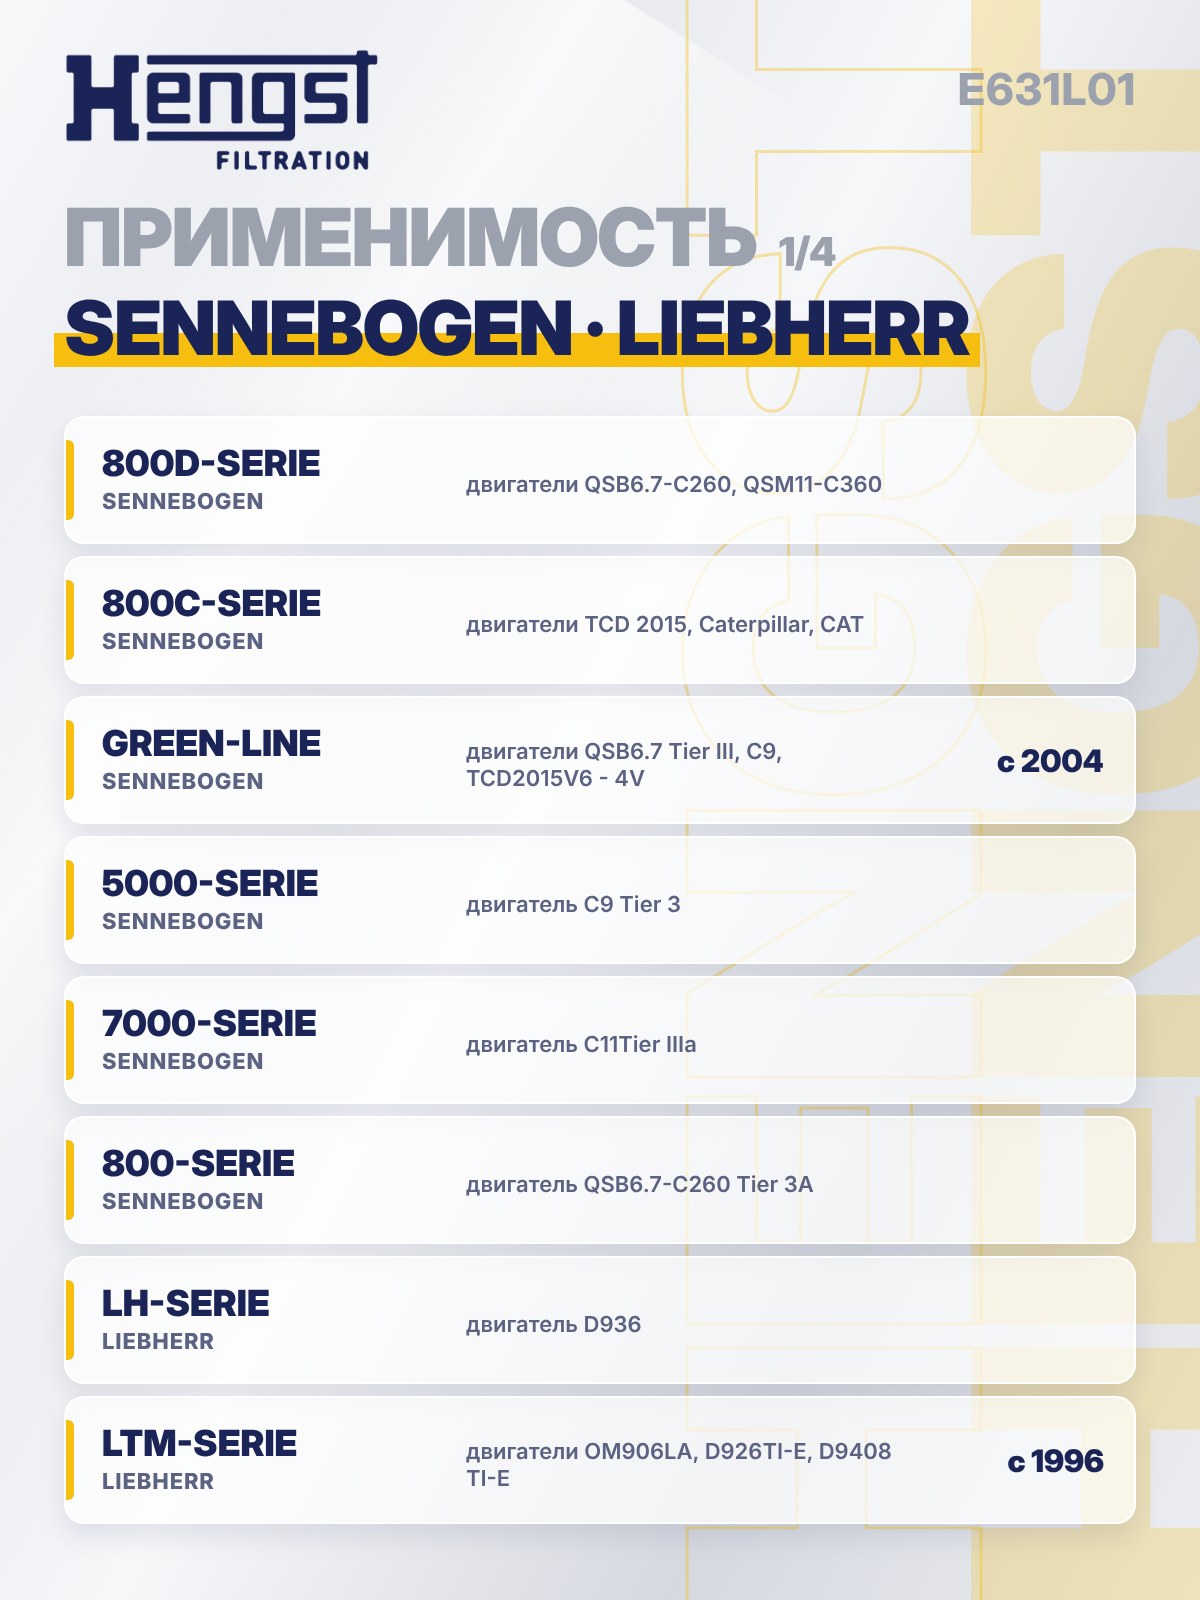 Hengst
FILTRATION
E631L01
ПРИМЕНИМОСТЬ 1/4
SENNEBOGEN · LIEBHERR
800D-SERIE
SENNEBOGEN
двигатели QSB6.7-C260, QSM11-C360
800C-SERIE
SENNEBOGEN
двигатели TCD 2015, Caterpillar, CAT
GREEN-LINE
SENNEBOGEN
двигатели QSB6.7 Tier III, C9,
TCD2015V6 - 4V
с 2004
5000-SERIE
SENNEBOGEN
двигатель C9 Tier 3
7000-SERIE
SENNEBOGEN
двигатель C11Tier IIIa
800-SERIE
SENNEBOGEN
двигатель QSB6.7-C260 Tier 3A
LH-SERIE
LIEBHERR
двигатель D936
LTM-SERIE
LIEBHERR
двигатели OM906LA, D926TI-E, D9408
TI-E
с 1996
HENGST